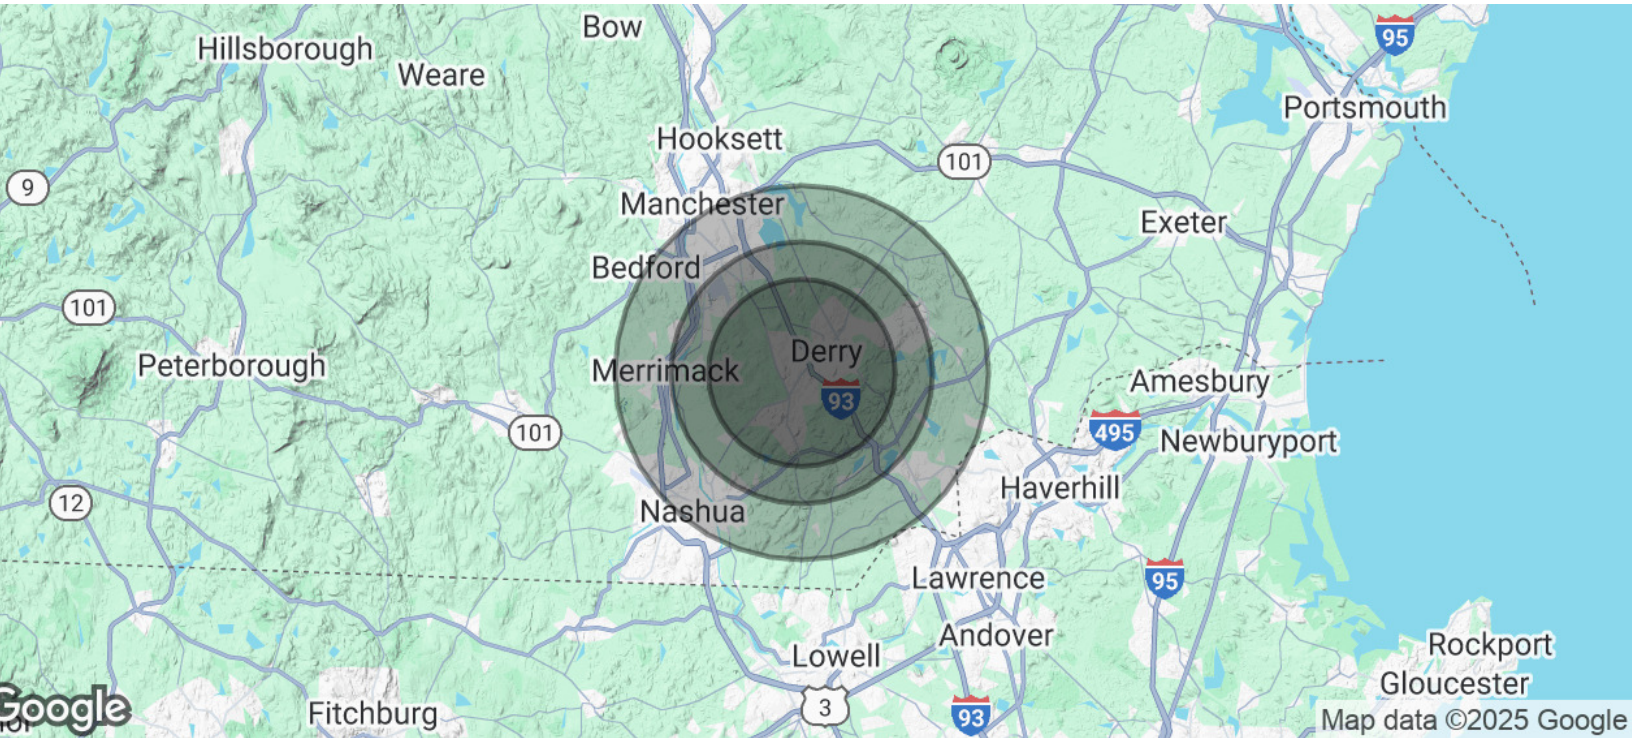 Bow
95
Hillsborough
Weare
Portsmouth
Hooksett
101
9
Manchester
Exeter
Bedford
101
Derry
Peterborough
Merrimack
Amesbury
93
101
495
Newburyport
Haverhill
12
Nashua
Lawrence
95
Andover
Rockport
Lowell
Gloucester
Google
3
Fitchburg
93
Map data ©2025 Google